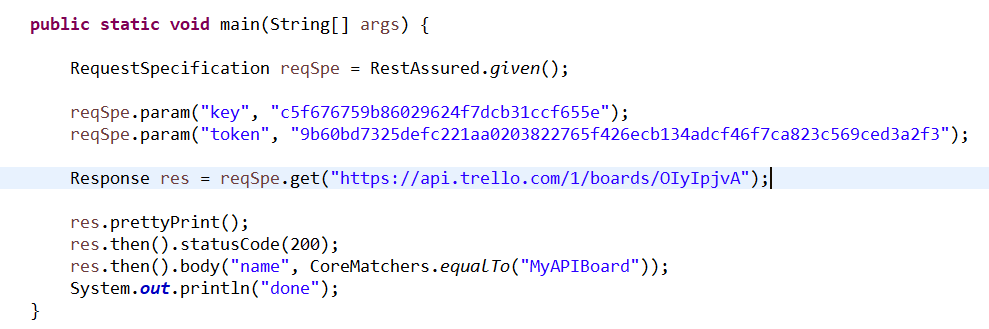 public static void main(String[] args) {
RequestSpecification reqSpe = RestAssured.given();
reqSpe.param("key", "c5f676759b86029624f7dcb31ccf655e");
reqSpe.param("token", "9b60bd7325defc221aa0203822765f426ecb134adcf46f7ca823c569ced3a2f3");
Response res = reqSpe.get("https://api.trello.com/1/boards/OIyIpjvA");
res.prettyPrint();
res.then().statusCode(200);
res.then().body("name", CoreMatchers.equalTo("MyAPIBoard"));
System.out.println("done");
}